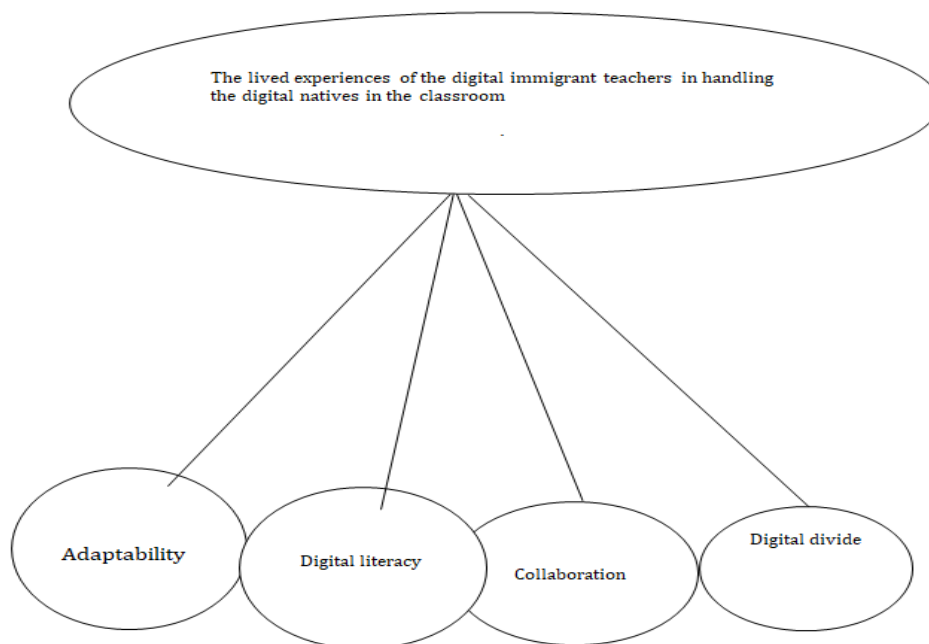 The lived experiences of the digital immigrant teachers in handling
the digital natives in the classroom
.
Adaptability
Digital literacy
Collaboration
Digital divide